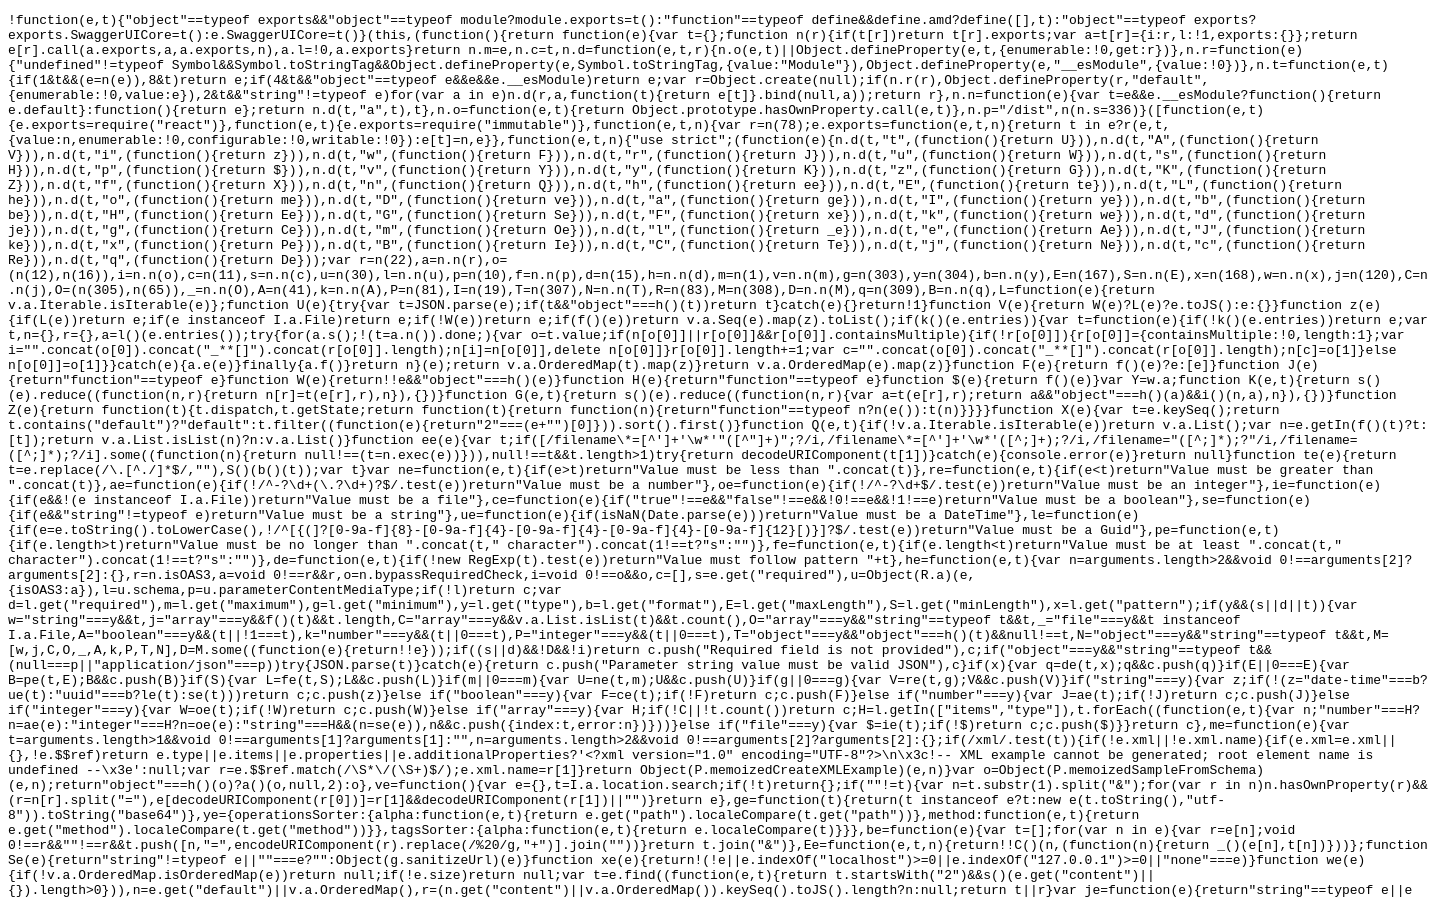 !function(e,t){"object"==typeof exports&&"object"==typeof module?module.exports=t():"function"==typeof define&&define.amd?define([],t):"object"==typeof exports?
exports.SwaggerUICore=t():e.SwaggerUICore=t()}(this,(function(){return function(e){var t={};function n(r){if(t[r])return t[r].exports;var a=t[r]={i:r,l:!1,exports:{}};return
e[r].call(a.exports,a,a.exports,n),a.l=!0,a.exports}return n.m=e,n.c=t,n.d=function(e,t,r){n.o(e,t)||Object.defineProperty(e,t,{enumerable:!0,get:r})},n.r=function(e)
{"undefined"!=typeof Symbol&&Symbol.toStringTag&&Object.defineProperty(e,Symbol.toStringTag,{value:"Module"}),Object.defineProperty(e,"__esModule",{value:!0})},n.t=function(e,t)
{if(1&t&&(e=n(e)),8&t)return e;if(4&t&&"object"==typeof e&&e&&e.__esModule)return e;var r=Object.create(null);if(n.r(r),Object.defineProperty(r,"default",
{enumerable:!0,value:e}),2&t&&"string"!=typeof e)for(var a in e)n.d(r,a,function(t){return e[t]}.bind(null,a));return r},n.n=function(e){var t=e&&e.__esModule?function(){return
e.default}:function(){return e};return n.d(t,"a",t),t},n.o=function(e,t){return Object.prototype.hasOwnProperty.call(e,t)},n.p="/dist",n(n.s=336)}([function(e,t)
{e.exports=require("react")},function(e,t){e.exports=require("immutable")},function(e,t,n){var r=n(78);e.exports=function(e,t,n){return t in e?r(e,t,
{value:n,enumerable:!0,configurable:!0,writable:!0}):e[t]=n,e}},function(e,t,n){"use strict";(function(e){n.d(t,"t",(function(){return U})),n.d(t,"A",(function(){return
V})),n.d(t,"i",(function(){return z})),n.d(t,"w",(function(){return F})),n.d(t,"r",(function(){return J})),n.d(t,"u",(function(){return W})),n.d(t,"s",(function(){return
H})),n.d(t,"p",(function(){return $})),n.d(t,"v",(function(){return Y})),n.d(t,"y",(function(){return K})),n.d(t,"z",(function(){return G})),n.d(t,"K",(function(){return
Z})),n.d(t,"f",(function(){return X})),n.d(t,"n",(function(){return Q})),n.d(t,"h",(function(){return ee})),n.d(t,"E",(function(){return te})),n.d(t,"L",(function(){return
he})),n.d(t,"o",(function(){return me})),n.d(t,"D",(function(){return ve})),n.d(t,"a",(function(){return ge})),n.d(t,"I",(function(){return ye})),n.d(t,"b",(function(){return
be})),n.d(t,"H",(function(){return Ee})),n.d(t,"G",(function(){return Se})),n.d(t,"F",(function(){return xe})),n.d(t,"k",(function(){return we})),n.d(t,"d",(function(){return
je})),n.d(t,"g",(function(){return Ce})),n.d(t,"m",(function(){return Oe})),n.d(t,"l",(function(){return _e})),n.d(t,"e",(function(){return Ae})),n.d(t,"J",(function(){return
ke})),n.d(t,"x",(function(){return Pe})),n.d(t,"B",(function(){return Ie})),n.d(t,"C",(function(){return Te})),n.d(t,"j",(function(){return Ne})),n.d(t,"c",(function(){return
Re})),n.d(t,"q",(function(){return De}));var r=n(22),a=n.n(r),o=
(n(12),n(16)),i=n.n(o),c=n(11),s=n.n(c),u=n(30),l=n.n(u),p=n(10),f=n.n(p),d=n(15),h=n.n(d),m=n(1),v=n.n(m),g=n(303),y=n(304),b=n.n(y),E=n(167),S=n.n(E),x=n(168),w=n.n(x),j=n(120),C=n
.n(j),O=(n(305),n(65)),_=n.n(O),A=n(41),k=n.n(A),P=n(81),I=n(19),T=n(307),N=n.n(T),R=n(83),M=n(308),D=n.n(M),q=n(309),B=n.n(q),L=function(e){return
v.a.Iterable.isIterable(e)};function U(e){try{var t=JSON.parse(e);if(t&&"object"===h()(t))return t}catch(e){}return!1}function V(e){return W(e)?L(e)?e.toJS():e:{}}function z(e)
{if(L(e))return e;if(e instanceof I.a.File)return e;if(!W(e))return e;if(f()(e))return v.a.Seq(e).map(z).toList();if(k()(e.entries)){var t=function(e){if(!k()(e.entries))return e;var
t,n={},r={},a=l()(e.entries());try{for(a.s();!(t=a.n()).done;){var o=t.value;if(n[o[0]]||r[o[0]]&&r[o[0]].containsMultiple){if(!r[o[0]]){r[o[0]]={containsMultiple:!0,length:1};var
i="".concat(o[0]).concat("_**[]").concat(r[o[0]].length);n[i]=n[o[0]],delete n[o[0]]}r[o[0]].length+=1;var c="".concat(o[0]).concat("_**[]").concat(r[o[0]].length);n[c]=o[1]}else
n[o[0]]=o[1]}}catch(e){a.e(e)}finally{a.f()}return n}(e);return v.a.OrderedMap(t).map(z)}return v.a.OrderedMap(e).map(z)}function F(e){return f()(e)?e:[e]}function J(e)
{return"function"==typeof e}function W(e){return!!e&&"object"===h()(e)}function H(e){return"function"==typeof e}function $(e){return f()(e)}var Y=w.a;function K(e,t){return s()
(e).reduce((function(n,r){return n[r]=t(e[r],r),n}),{})}function G(e,t){return s()(e).reduce((function(n,r){var a=t(e[r],r);return a&&"object"===h()(a)&&i()(n,a),n}),{})}function
Z(e){return function(t){t.dispatch,t.getState;return function(t){return function(n){return"function"==typeof n?n(e()):t(n)}}}}function X(e){var t=e.keySeq();return
t.contains("default")?"default":t.filter((function(e){return"2"===(e+"")[0]})).sort().first()}function Q(e,t){if(!v.a.Iterable.isIterable(e))return v.a.List();var n=e.getIn(f()(t)?t:
[t]);return v.a.List.isList(n)?n:v.a.List()}function ee(e){var t;if([/filename\*=[^']+'\w*'"([^"]+)";?/i,/filename\*=[^']+'\w*'([^;]+);?/i,/filename="([^;]*);?"/i,/filename=
([^;]*);?/i].some((function(n){return null!==(t=n.exec(e))})),null!==t&&t.length>1)try{return decodeURIComponent(t[1])}catch(e){console.error(e)}return null}function te(e){return
t=e.replace(/\.[^./]*$/,""),S()(b()(t));var t}var ne=function(e,t){if(e>t)return"Value must be less than ".concat(t)},re=function(e,t){if(e<t)return"Value must be greater than
".concat(t)},ae=function(e){if(!/^-?\d+(\.?\d+)?$/.test(e))return"Value must be a number"},oe=function(e){if(!/^-?\d+$/.test(e))return"Value must be an integer"},ie=function(e)
{if(e&&!(e instanceof I.a.File))return"Value must be a file"},ce=function(e){if("true"!==e&&"false"!==e&&!0!==e&&!1!==e)return"Value must be a boolean"},se=function(e)
{if(e&&"string"!=typeof e)return"Value must be a string"},ue=function(e){if(isNaN(Date.parse(e)))return"Value must be a DateTime"},le=function(e)
{if(e=e.toString().toLowerCase(),!/^[{(]?[0-9a-f]{8}-[0-9a-f]{4}-[0-9a-f]{4}-[0-9a-f]{4}-[0-9a-f]{12}[)}]?$/.test(e))return"Value must be a Guid"},pe=function(e,t)
{if(e.length>t)return"Value must be no longer than ".concat(t," character").concat(1!==t?"s":"")},fe=function(e,t){if(e.length<t)return"Value must be at least ".concat(t,"
character").concat(1!==t?"s":"")},de=function(e,t){if(!new RegExp(t).test(e))return"Value must follow pattern "+t},he=function(e,t){var n=arguments.length>2&&void 0!==arguments[2]?
arguments[2]:{},r=n.isOAS3,a=void 0!==r&&r,o=n.bypassRequiredCheck,i=void 0!==o&&o,c=[],s=e.get("required"),u=Object(R.a)(e,
{isOAS3:a}),l=u.schema,p=u.parameterContentMediaType;if(!l)return c;var
d=l.get("required"),m=l.get("maximum"),g=l.get("minimum"),y=l.get("type"),b=l.get("format"),E=l.get("maxLength"),S=l.get("minLength"),x=l.get("pattern");if(y&&(s||d||t)){var
w="string"===y&&t,j="array"===y&&f()(t)&&t.length,C="array"===y&&v.a.List.isList(t)&&t.count(),O="array"===y&&"string"==typeof t&&t,_="file"===y&&t instanceof
I.a.File,A="boolean"===y&&(t||!1===t),k="number"===y&&(t||0===t),P="integer"===y&&(t||0===t),T="object"===y&&"object"===h()(t)&&null!==t,N="object"===y&&"string"==typeof t&&t,M=
[w,j,C,O,_,A,k,P,T,N],D=M.some((function(e){return!!e}));if((s||d)&&!D&&!i)return c.push("Required field is not provided"),c;if("object"===y&&"string"==typeof t&&
(null===p||"application/json"===p))try{JSON.parse(t)}catch(e){return c.push("Parameter string value must be valid JSON"),c}if(x){var q=de(t,x);q&&c.push(q)}if(E||0===E){var
B=pe(t,E);B&&c.push(B)}if(S){var L=fe(t,S);L&&c.push(L)}if(m||0===m){var U=ne(t,m);U&&c.push(U)}if(g||0===g){var V=re(t,g);V&&c.push(V)}if("string"===y){var z;if(!(z="date-time"===b?
ue(t):"uuid"===b?le(t):se(t)))return c;c.push(z)}else if("boolean"===y){var F=ce(t);if(!F)return c;c.push(F)}else if("number"===y){var J=ae(t);if(!J)return c;c.push(J)}else
if("integer"===y){var W=oe(t);if(!W)return c;c.push(W)}else if("array"===y){var H;if(!C||!t.count())return c;H=l.getIn(["items","type"]),t.forEach((function(e,t){var n;"number"===H?
n=ae(e):"integer"===H?n=oe(e):"string"===H&&(n=se(e)),n&&c.push({index:t,error:n})}))}else if("file"===y){var $=ie(t);if(!$)return c;c.push($)}}return c},me=function(e){var
t=arguments.length>1&&void 0!==arguments[1]?arguments[1]:"",n=arguments.length>2&&void 0!==arguments[2]?arguments[2]:{};if(/xml/.test(t)){if(!e.xml||!e.xml.name){if(e.xml=e.xml||
{},!e.$$ref)return e.type||e.items||e.properties||e.additionalProperties?'<?xml version="1.0" encoding="UTF-8"?>\n\x3c!-- XML example cannot be generated; root element name is
undefined --\x3e':null;var r=e.$$ref.match(/\S*\/(\S+)$/);e.xml.name=r[1]}return Object(P.memoizedCreateXMLExample)(e,n)}var o=Object(P.memoizedSampleFromSchema)
(e,n);return"object"===h()(o)?a()(o,null,2):o},ve=function(){var e={},t=I.a.location.search;if(!t)return{};if(""!=t){var n=t.substr(1).split("&");for(var r in n)n.hasOwnProperty(r)&&
(r=n[r].split("="),e[decodeURIComponent(r[0])]=r[1]&&decodeURIComponent(r[1])||"")}return e},ge=function(t){return(t instanceof e?t:new e(t.toString(),"utf-
8")).toString("base64")},ye={operationsSorter:{alpha:function(e,t){return e.get("path").localeCompare(t.get("path"))},method:function(e,t){return
e.get("method").localeCompare(t.get("method"))}},tagsSorter:{alpha:function(e,t){return e.localeCompare(t)}}},be=function(e){var t=[];for(var n in e){var r=e[n];void
0!==r&&""!==r&&t.push([n,"=",encodeURIComponent(r).replace(/%20/g,"+")].join(""))}return t.join("&")},Ee=function(e,t,n){return!!C()(n,(function(n){return _()(e[n],t[n])}))};function
Se(e){return"string"!=typeof e||""===e?"":Object(g.sanitizeUrl)(e)}function xe(e){return!(!e||e.indexOf("localhost")>=0||e.indexOf("127.0.0.1")>=0||"none"===e)}function we(e)
{if(!v.a.OrderedMap.isOrderedMap(e))return null;if(!e.size)return null;var t=e.find((function(e,t){return t.startsWith("2")&&s()(e.get("content")||
{}).length>0})),n=e.get("default")||v.a.OrderedMap(),r=(n.get("content")||v.a.OrderedMap()).keySeq().toJS().length?n:null;return t||r}var je=function(e){return"string"==typeof e||e